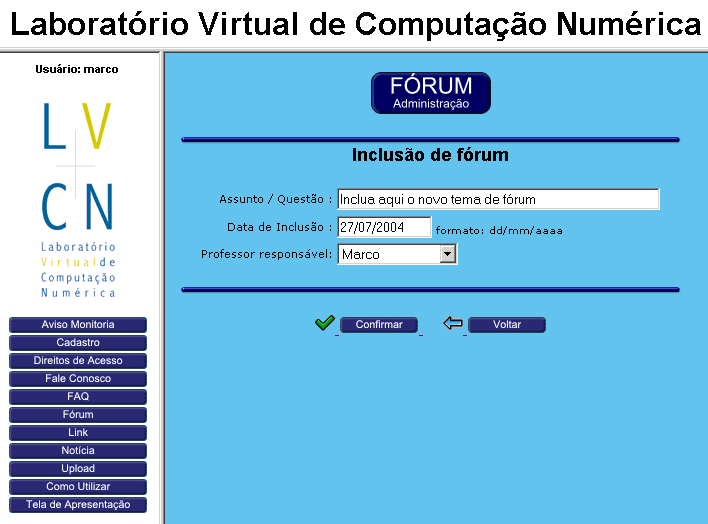 Laboratório Virtual de Computação Numérica
Usuário: marco
L V
C N
Laboratório
Virtual de
Computação
Numérica
Aviso Monitoria
Cadastro
Direitos de Acesso
Fale Conosco
FAQ
Fórum
Link
Notícia
Upload
Como Utilizar
Tela de Apresentação
FÓRUM
Administração
Inclusão de fórum
Assunto / Questão : Inclua aqui o novo tema de fórum
Data de Inclusão : 27/07/2004 formato: dd/mm/aaaa
Professor responsável: Marco
Confirmar Voltar